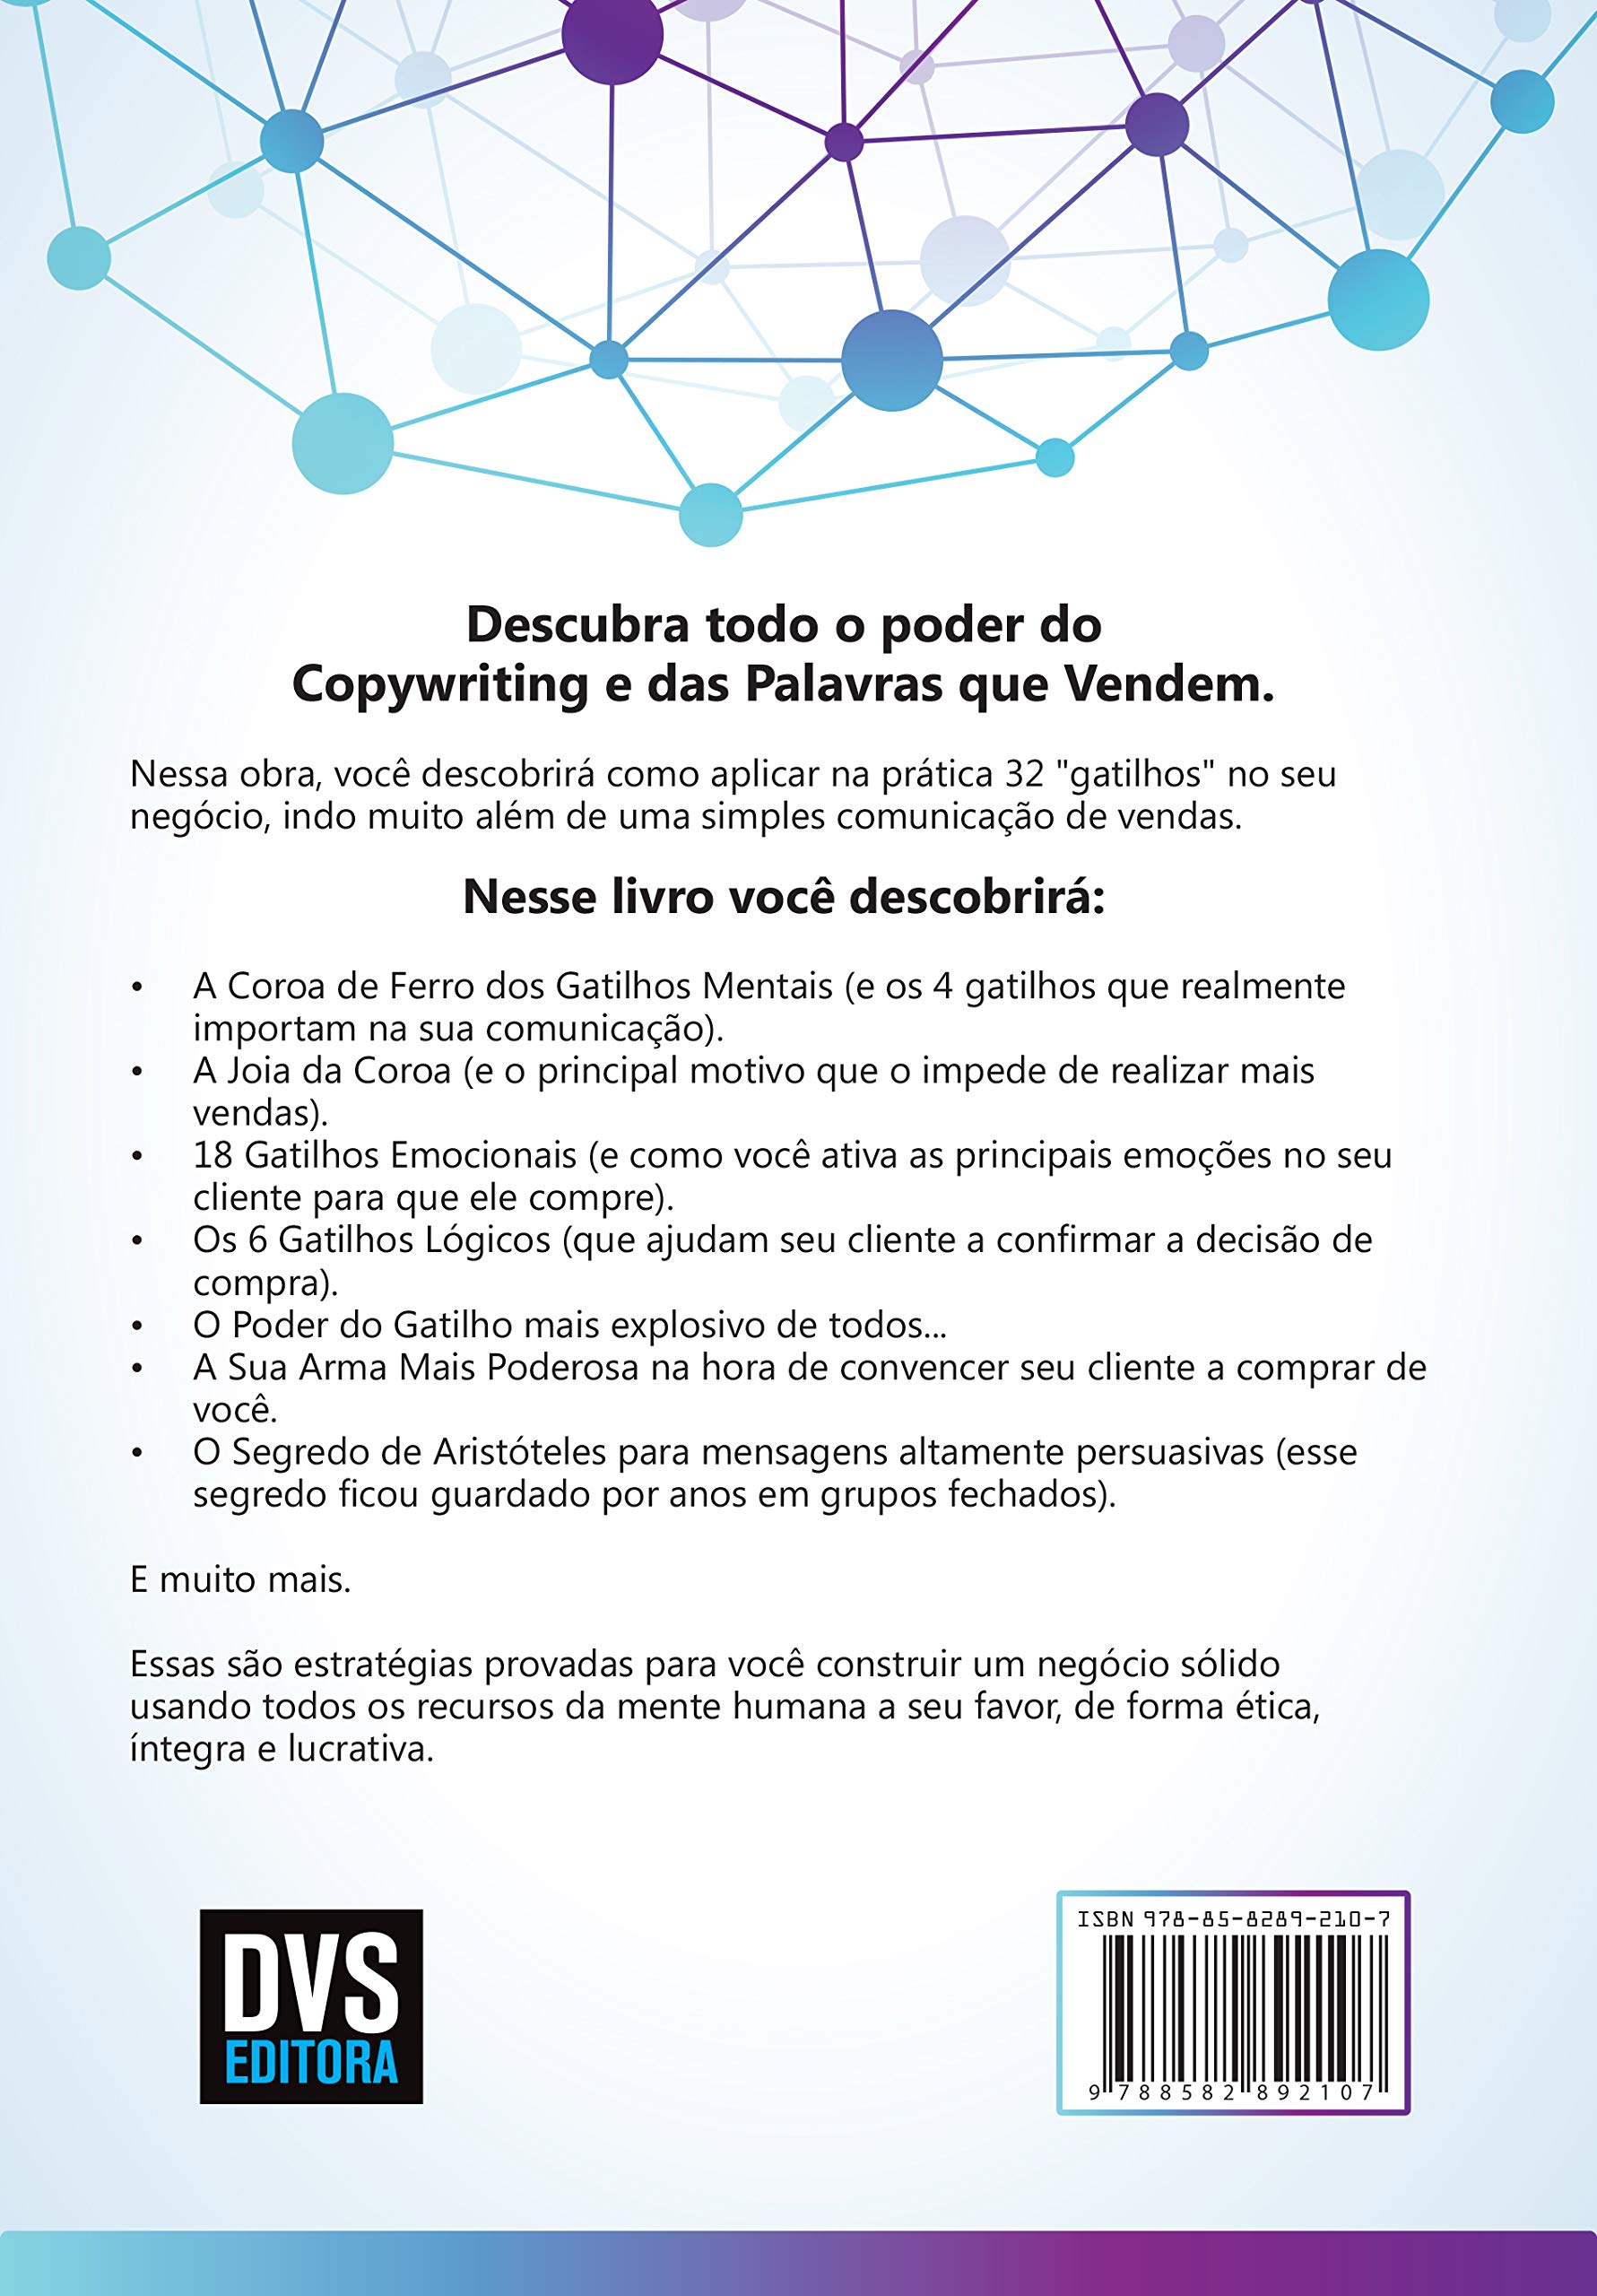 Descubra todo o poder do
Copywriting e das Palavras que Vendem.
Nessa obra, você descobrirá como aplicar na prática 32 "gatilhos" no seu
negócio, indo muito além de uma simples comunicação de vendas.
Nesse livro você descobrirá:
• A Coroa de Ferro dos Gatilhos Mentais (e os 4 gatilhos que realmente
importam na sua comunicação).
• A Joia da Coroa (e o principal motivo que o impede de realizar mais
vendas).
• 18 Gatilhos Emocionais (e como você ativa as principais emoções no seu
cliente para que ele compre).
• Os 6 Gatilhos Lógicos (que ajudam seu cliente a confirmar a decisão de
compra).
• O Poder do Gatilho mais explosivo de todos...
• A Sua Arma Mais Poderosa na hora de convencer seu cliente a comprar de
você.
• O Segredo de Aristóteles para mensagens altamente persuasivas (esse
segredo ficou guardado por anos em grupos fechados).
E muito mais.
Essas são estratégias provadas para você construir um negócio sólido
usando todos os recursos da mente humana a seu favor, de forma ética,
íntegra e lucrativa.
DVS
EDITORA
ISBN 978-85-8289-210-7
9 788582 892107